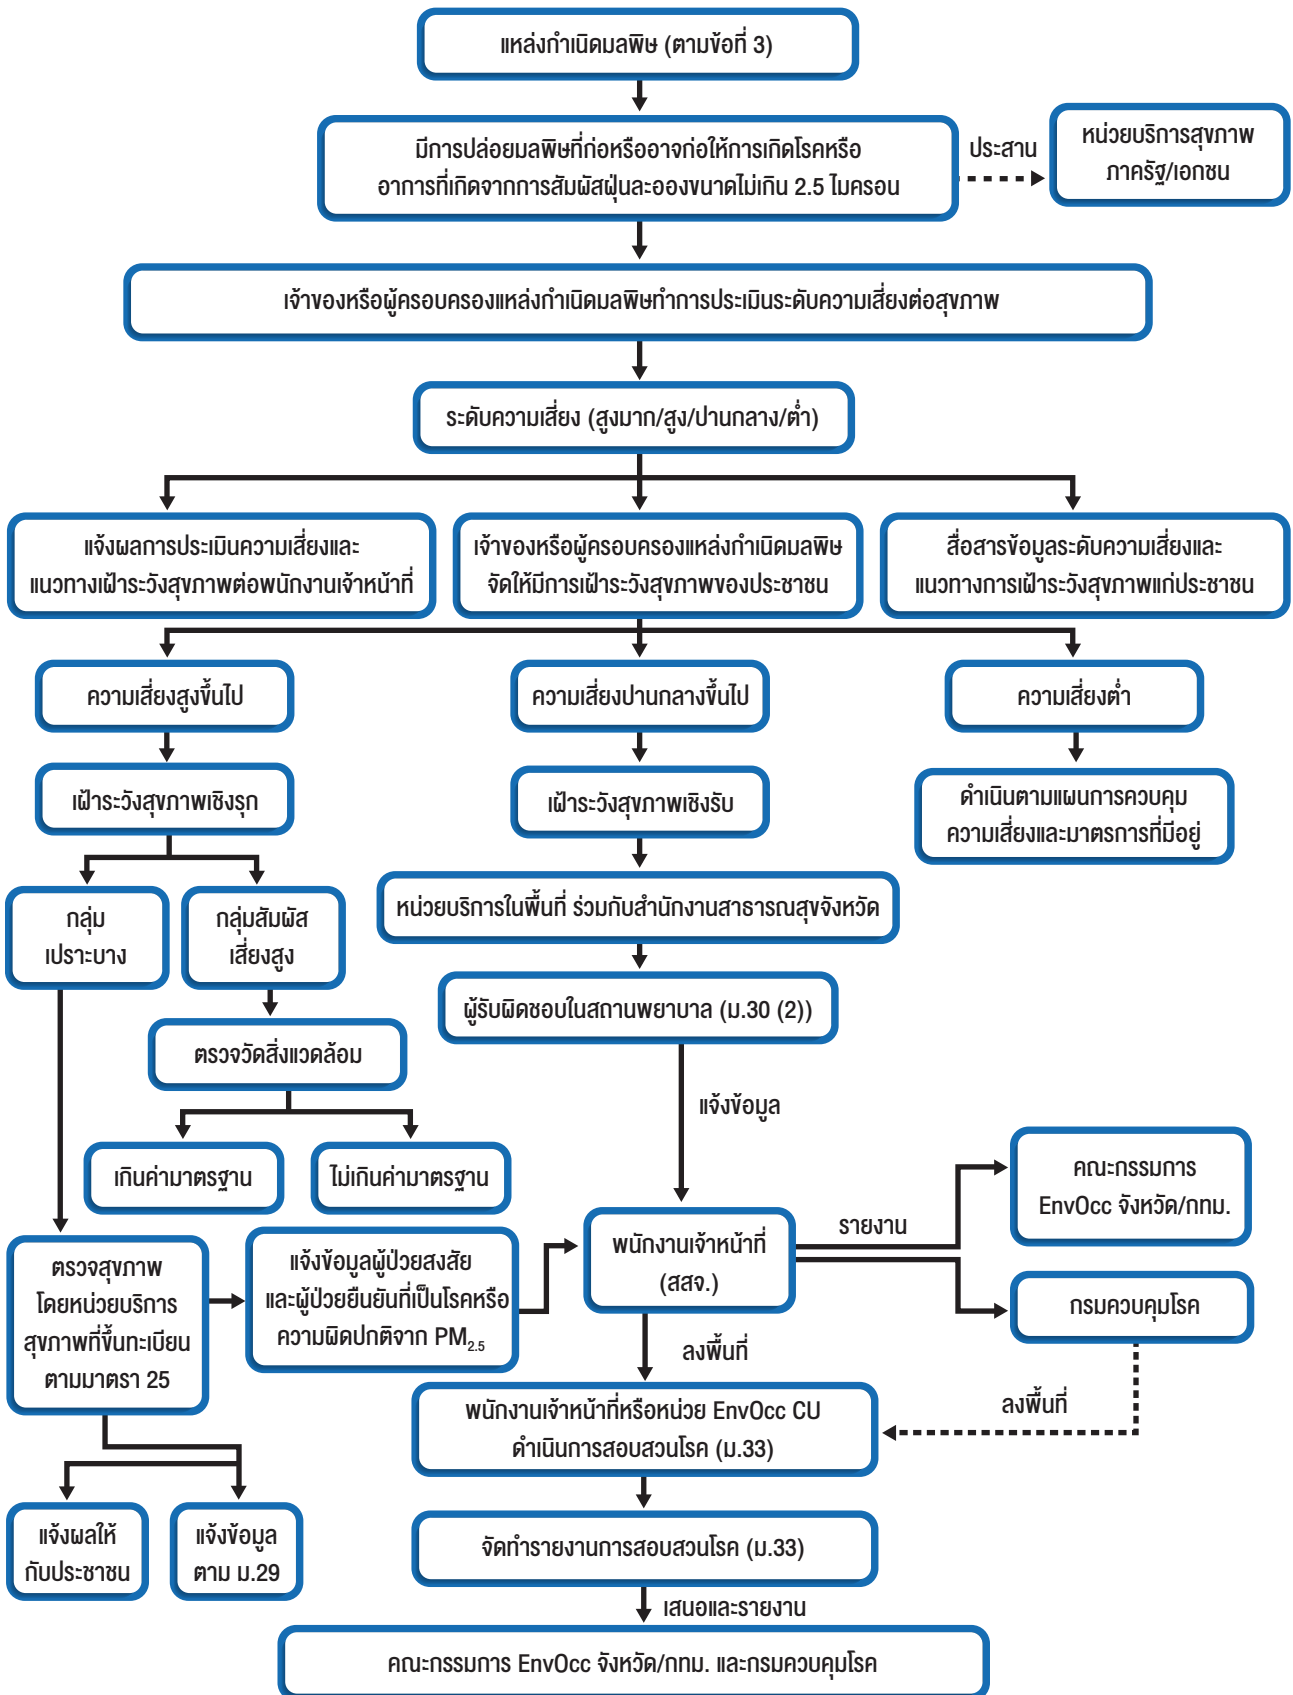 แหล่งกำเนิดมลพิษ (ตามข้อที่ 3)
มีการปล่อยมลพิษที่ก่อหรืออาจก่อให้การเกิดโรคหรือ
อาการที่เกิดจากการสัมผัสฝุ่นละอองขนาดไม่เกิน 2.5 ไมครอน
ประสาน
หน่วยบริการสุขภาพ
ภาครัฐ/เอกชน
เจ้าของหรือผู้ครอบครองแหล่งกำเนิดมลพิษทำการประเมินระดับความเสี่ยงต่อสุขภาพ
ระดับความเสี่ยง (สูงมาก/สูง/ปานกลาง/ต่ำ)
แจ้งผลการประเมินความเสี่ยงและ
แนวทางเฝ้าระวังสุขภาพต่อพนักงานเจ้าหน้าที่
เจ้าของหรือผู้ครอบครองแหล่งกำเนิดมลพิษ
จัดให้มีการเฝ้าระวังสุขภาพของประชาชน
สื่อสารข้อมูลระดับความเสี่ยงและ
แนวทางการเฝ้าระวังสุขภาพแก่ประชาชน
ความเสี่ยงสูงขึ้นไป
ความเสี่ยงปานกลางขึ้นไป
ความเสี่ยงต่ำ
เฝ้าระวังสุขภาพเชิงรุก
เฝ้าระวังสุขภาพเชิงรับ
ดำเนินตามแผนการควบคุม
ความเสี่ยงและมาตรการที่มีอยู่
กลุ่ม
เปราะบาง
กลุ่มสัมผัส
เสี่ยงสูง
หน่วยบริการในพื้นที่ ร่วมกับสำนักงานสาธารณสุขจังหวัด
ผู้รับผิดชอบในสถานพยาบาล (ม.30 (2))
ตรวจวัดสิ่งแวดล้อม
แจ้งข้อมูล
เกินค่ามาตรฐาน
ไม่เกินค่ามาตรฐาน
คณะกรรมการ
EnvOcc จังหวัด/กทม.
ตรวจสุขภาพ
โดยหน่วยบริการ
สุขภาพที่ขึ้นทะเบียน
ตามมาตรา 25
แจ้งข้อมูลผู้ป่วยสงสัย
และผู้ป่วยยืนยันที่เป็นโรคหรือ
ความผิดปกติจาก PM2.5
พนักงานเจ้าหน้าที่
(สสจ.)
รายงาน
กรมควบคุมโรค
ลงพื้นที่
ลงพื้นที่
พนักงานเจ้าหน้าที่หรือหน่วย EnvOcc CU
ดำเนินการสอบสวนโรค (ม.33)
แจ้งผลให้
กับประชาชน
แจ้งข้อมูล
ตาม ม.29
จัดทำรายงานการสอบสวนโรค (ม.33)
เสนอและรายงาน
คณะกรรมการ EnvOcc จังหวัด/กทม. และกรมควบคุมโรค